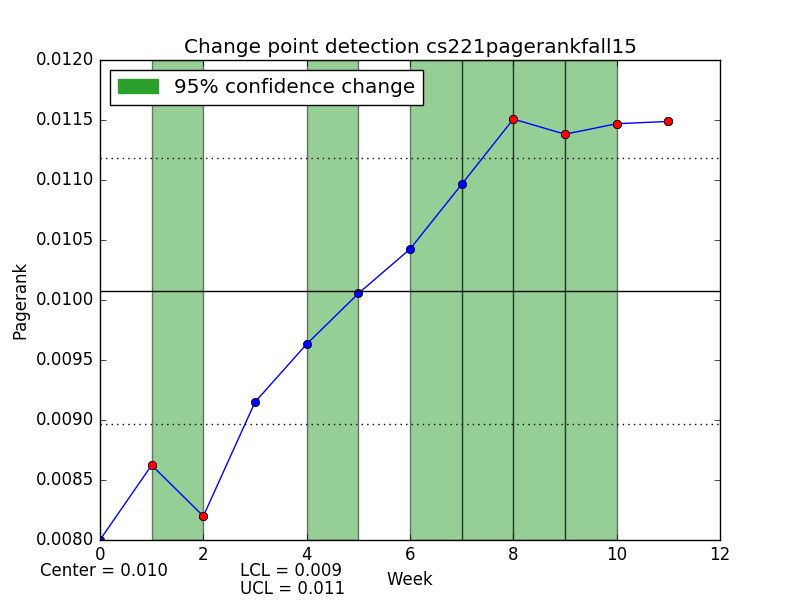 Change point detection cs221pagerankfall15
95% confidence change
0.0120
0.0115
0.0110
0.0105
0.0100
0.0095
0.0090
0.0085
0.0080
Pagerank
0 2 4 6 8 10 12
Center = 0.010 LCL = 0.009 Week
UCL = 0.011